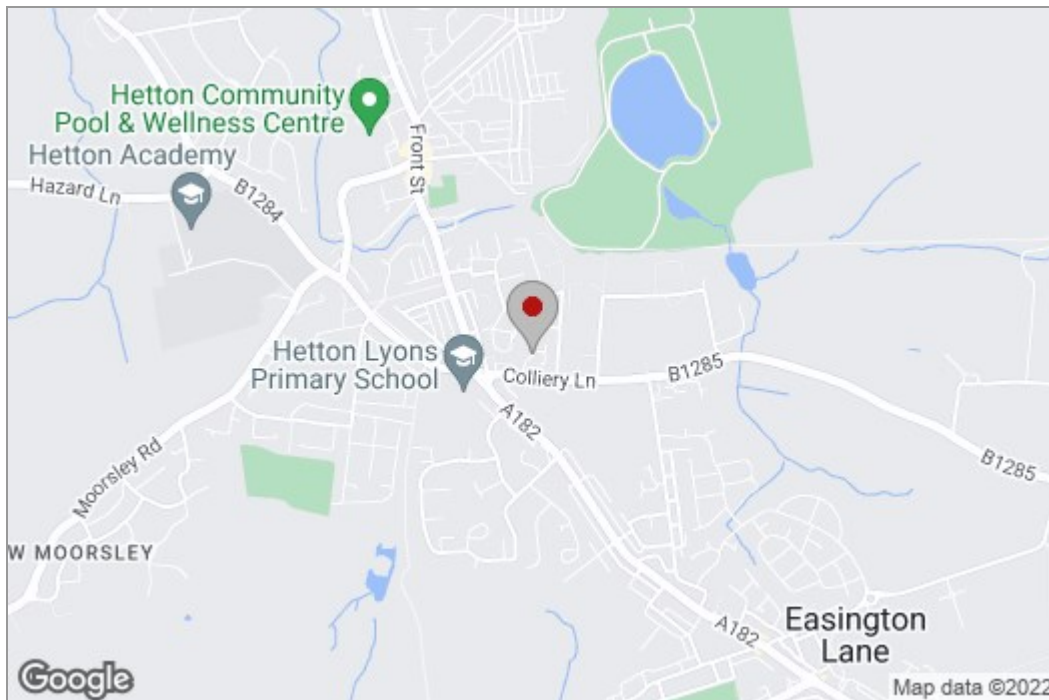 Hetton Community
Pool & Wellness Centre
Front St
Hetton Academy
Hazard Ln
B1284
Hetton Lyons
Primary School
Colliery Ln
B1285
A182
Moorsley Rd
B1285
W MOORSLEY
A182
Easington
Lane
Google
Map data ©2022